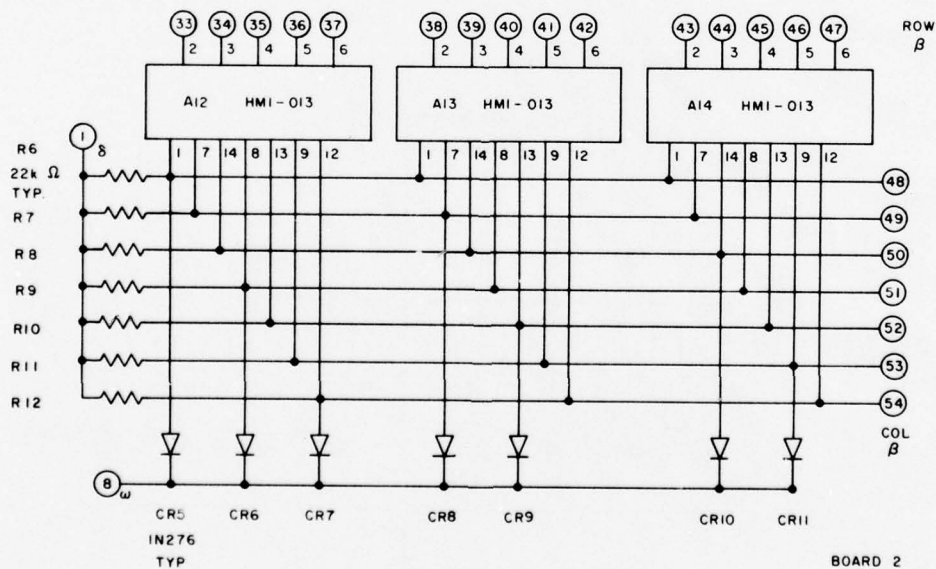 33 34 35 36 37 38 39 40 41 42 43 44 45 46 47 ROW
β
2 3 4 5 6 2 3 4 5 6 2 3 4 5 6
A12 HM1-013 A13 HM1-013 A14 HM1-013
1 δ
1 7 14 8 13 9 12 1 7 14 8 13 9 12 1 7 14 8 13 9 12
R6
22k Ω
TYP.
48
R7 49
R8 50
R9 51
R10 52
R11 53
R12 54
COL
β
8 ω
CR5 CR6 CR7 CR8 CR9 CR10 CR11
IN276
TYP
BOARD 2